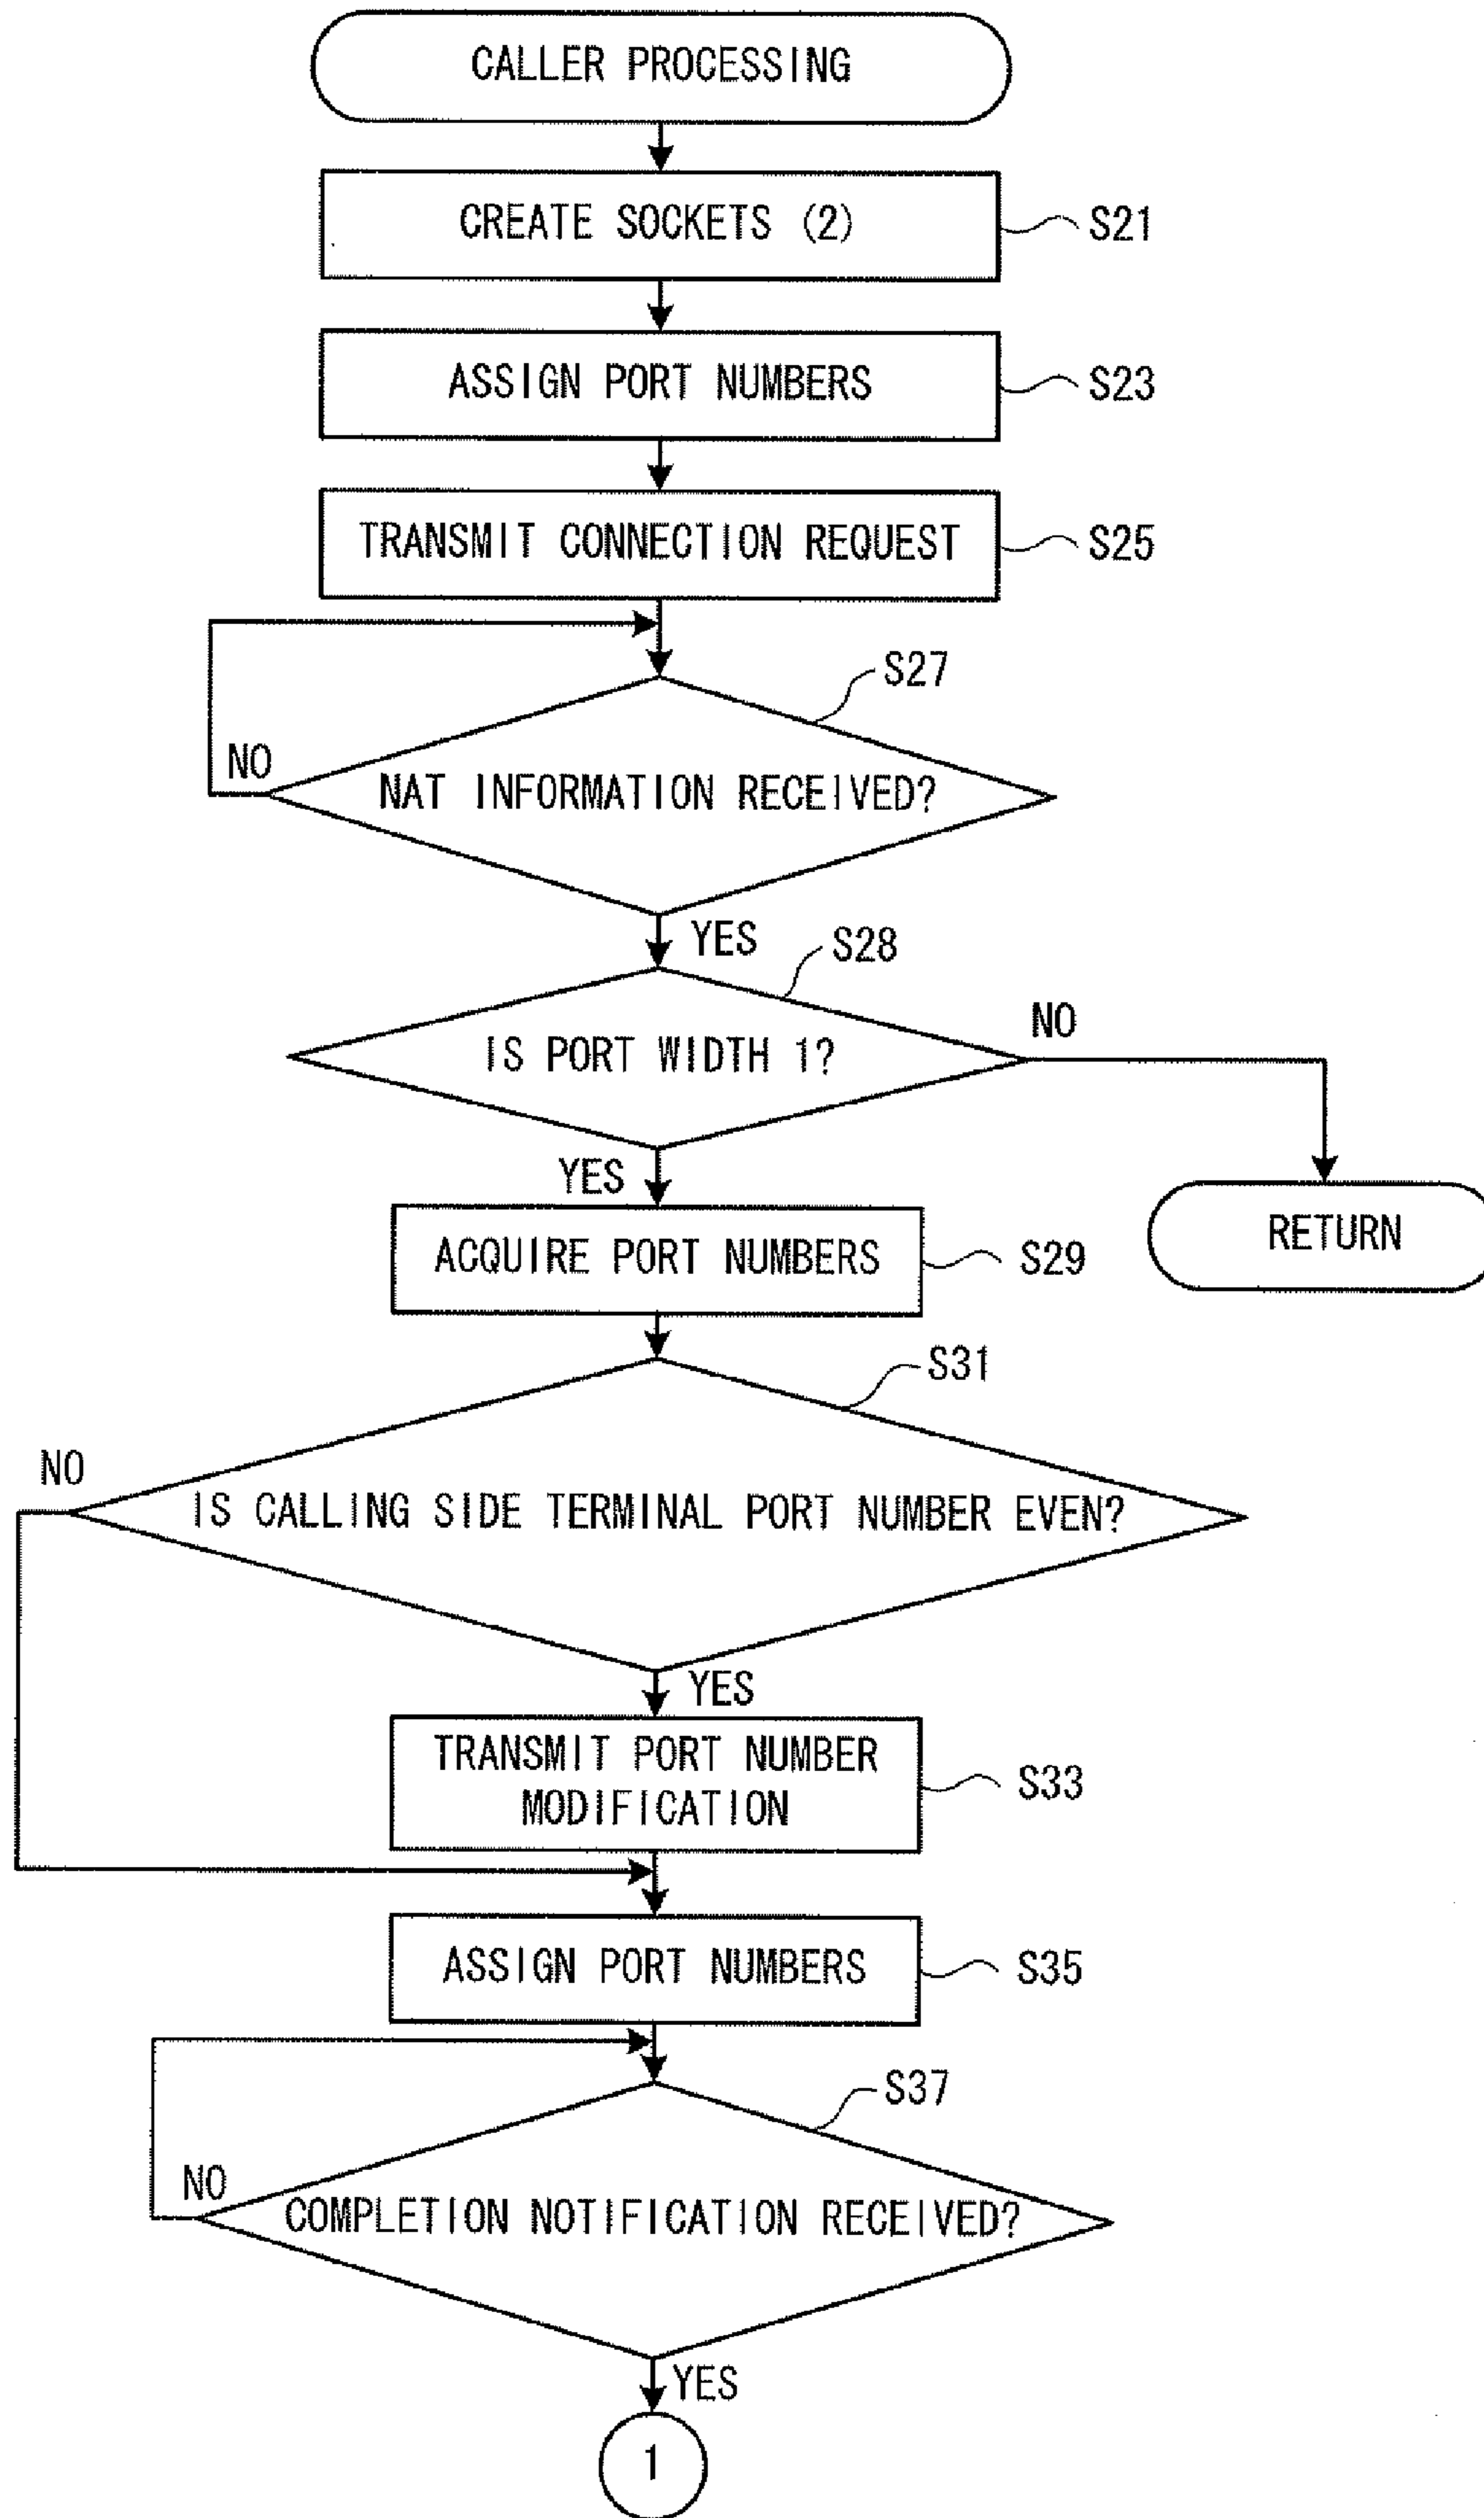 CALLER PROCESSING
CREATE SOCKETS (2)
S21
ASSIGN PORT NUMBERS
S23
TRANSMIT CONNECTION REQUEST
S25
S27
NO
NAT INFORMATION RECEIVED?
YES
S28
NO
IS PORT WIDTH 1?
YES
RETURN
ACQUIRE PORT NUMBERS
S29
S31
NO
IS CALLING SIDE TERMINAL PORT NUMBER EVEN?
YES
TRANSMIT PORT NUMBER
MODIFICATION
S33
ASSIGN PORT NUMBERS
S35
S37
NO
COMPLETION NOTIFICATION RECEIVED?
YES
1